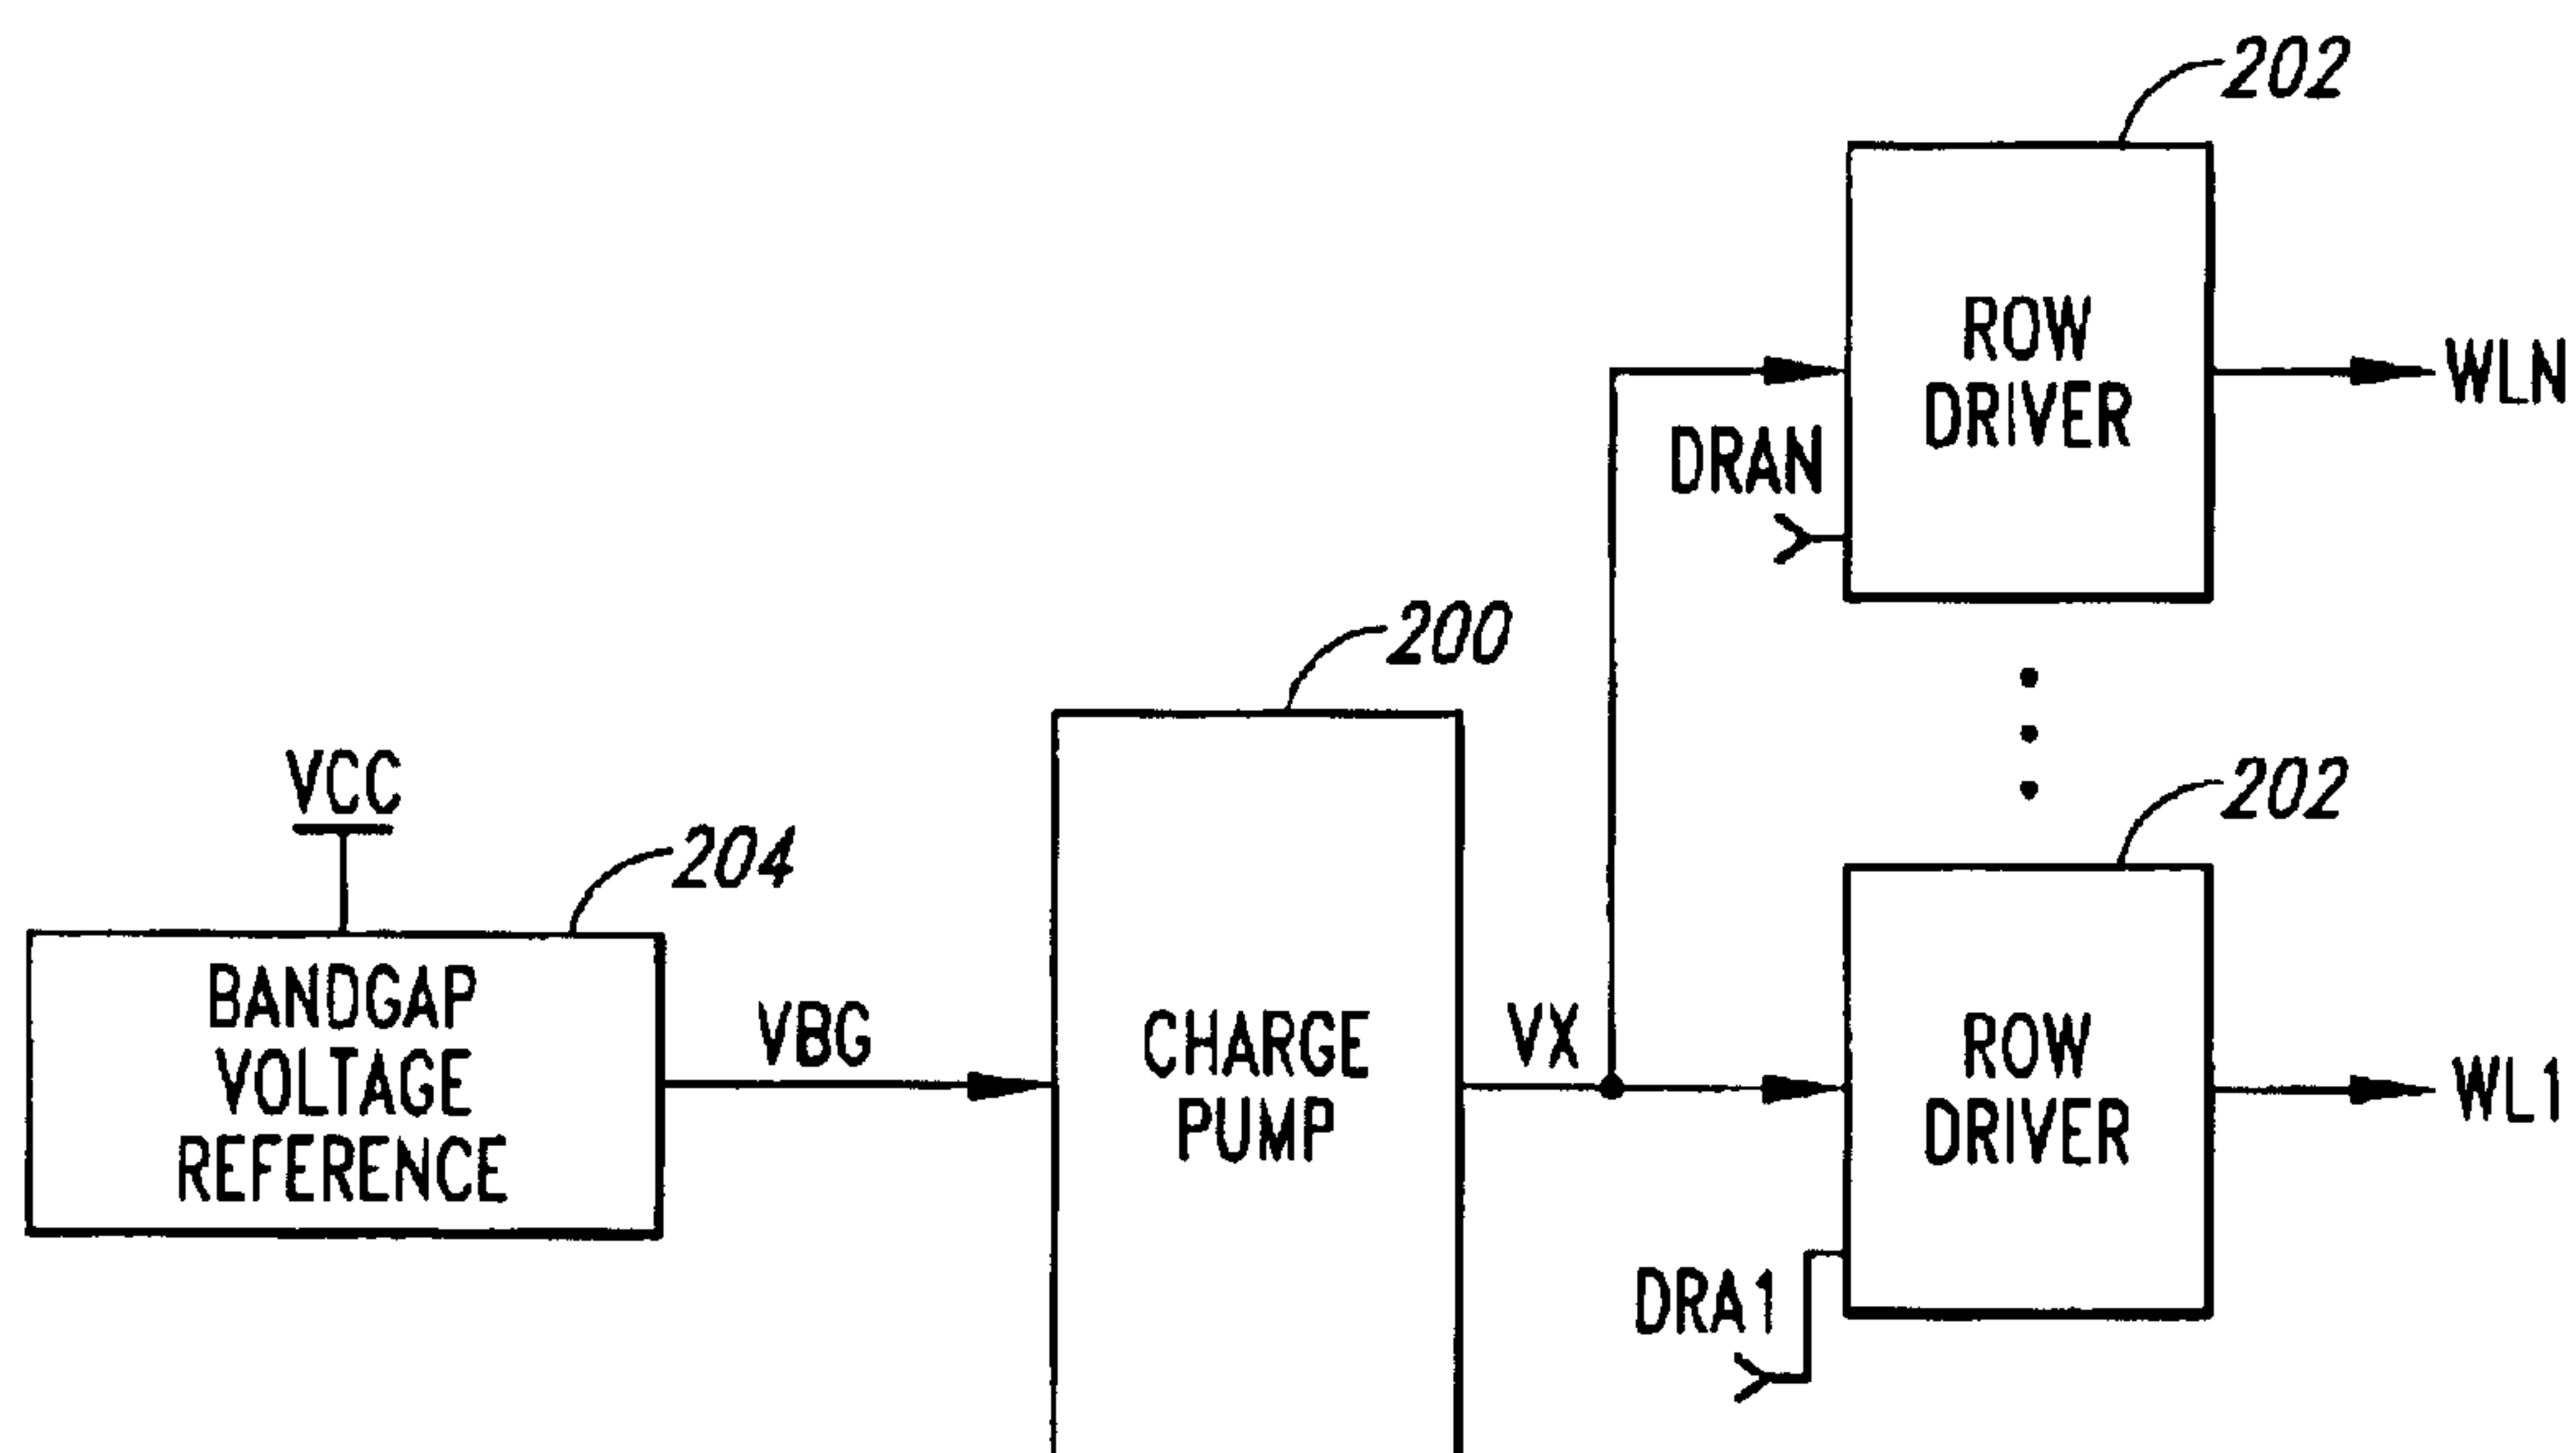 202
ROW
DRIVER
WLN
DRAN
200
VCC
204
202
BANDGAP
VOLTAGE
REFERENCE
VBG
CHARGE
PUMP
VX
ROW
DRIVER
WL1
DRA1